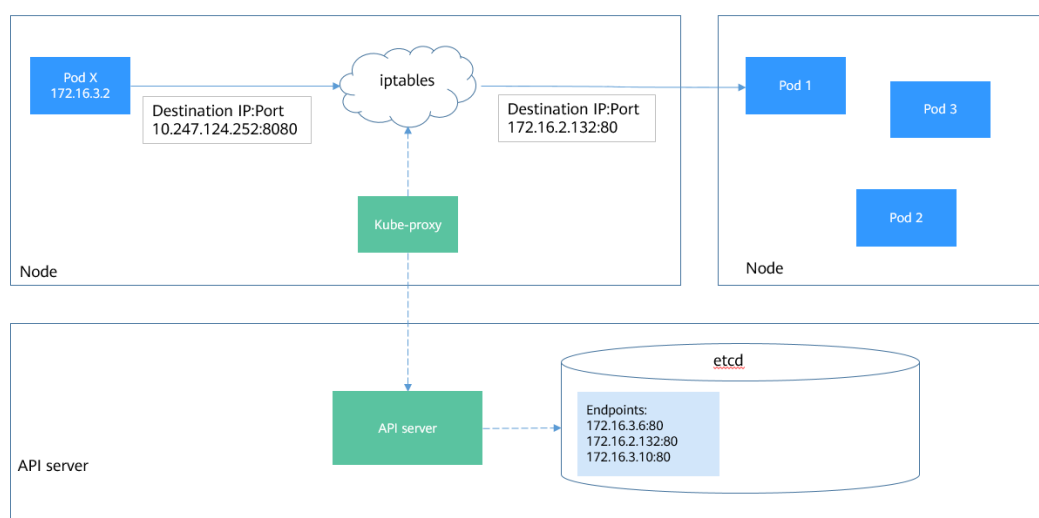 Pod X
172.16.3.2
Destination IP:Port
10.247.124.252:8080
iptables
Destination IP:Port
172.16.2.132:80
Kube-proxy
Node
Pod 1
Pod 3
Pod 2
Node
API server
etcd
Endpoints:
172.16.3.6:80
172.16.2.132:80
172.16.3.10:80
API server